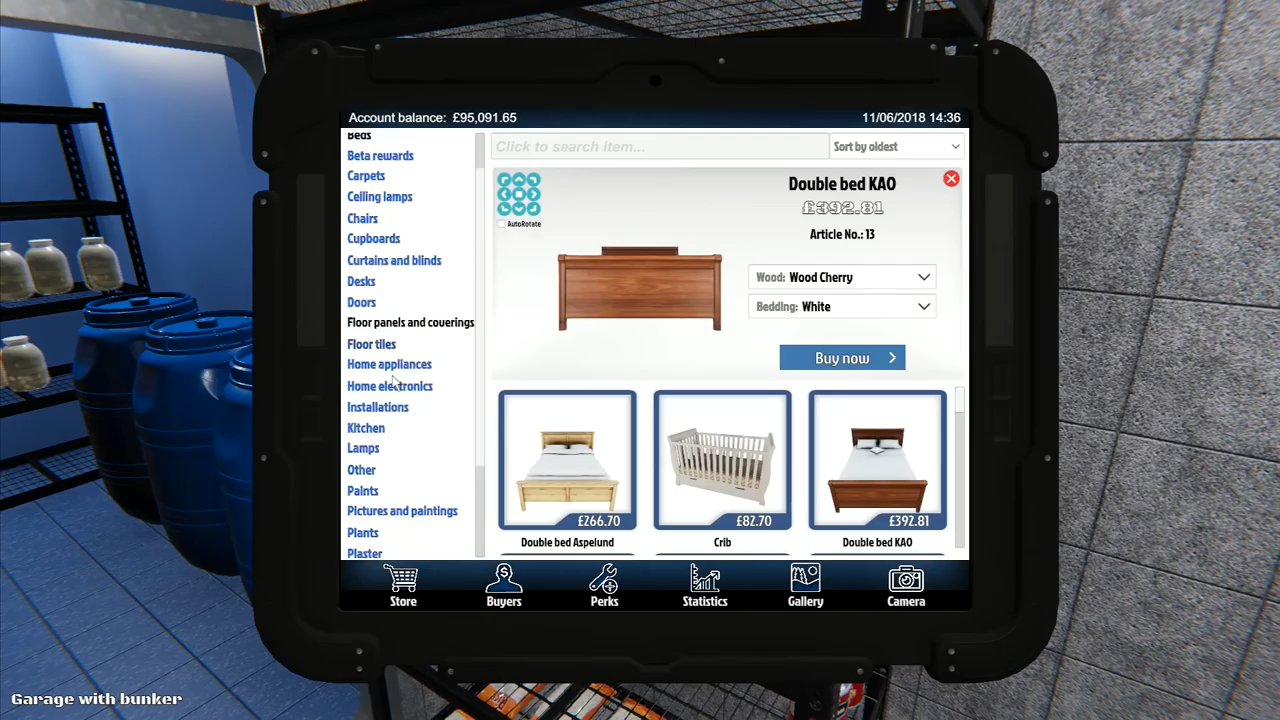 Account balance: £95,091.65
11/06/2018 14:36
Beds
Beta rewards
Carpets
Ceiling lamps
Chairs
Cupboards
Curtains and blinds
Desks
Doors
Floor panels and coverings
Floor tiles
Home appliances
Home electronics
Installations
Kitchen
Lamps
Other
Paints
Pictures and paintings
Plants
Plaster
Click to search item...
Sort by oldest
AutoRotate
Double bed KAO
£392.81
Article No.: 13
Wood: Wood Cherry
Bedding: White
Buy now
£266.70
£82.70
£392.81
Double bed Aspelund
Crib
Double bed KAO
Store
Buyers
Perks
Statistics
Gallery
Camera
Garage with bunker